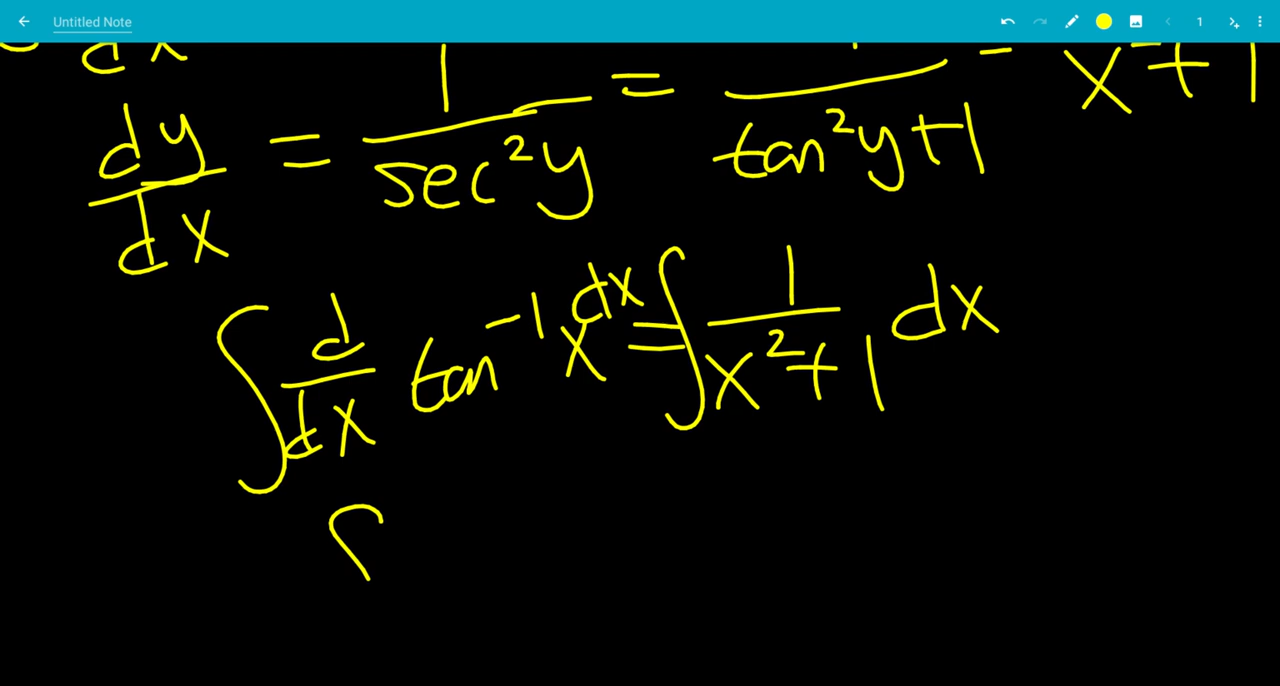 Untitled Note 1
dx
dy/dx = 1/sec²y = 1/(tan²y+1) = x²+1
∫ d/dx tan⁻¹x dx = ∫ 1/(x²+1) dx
∫